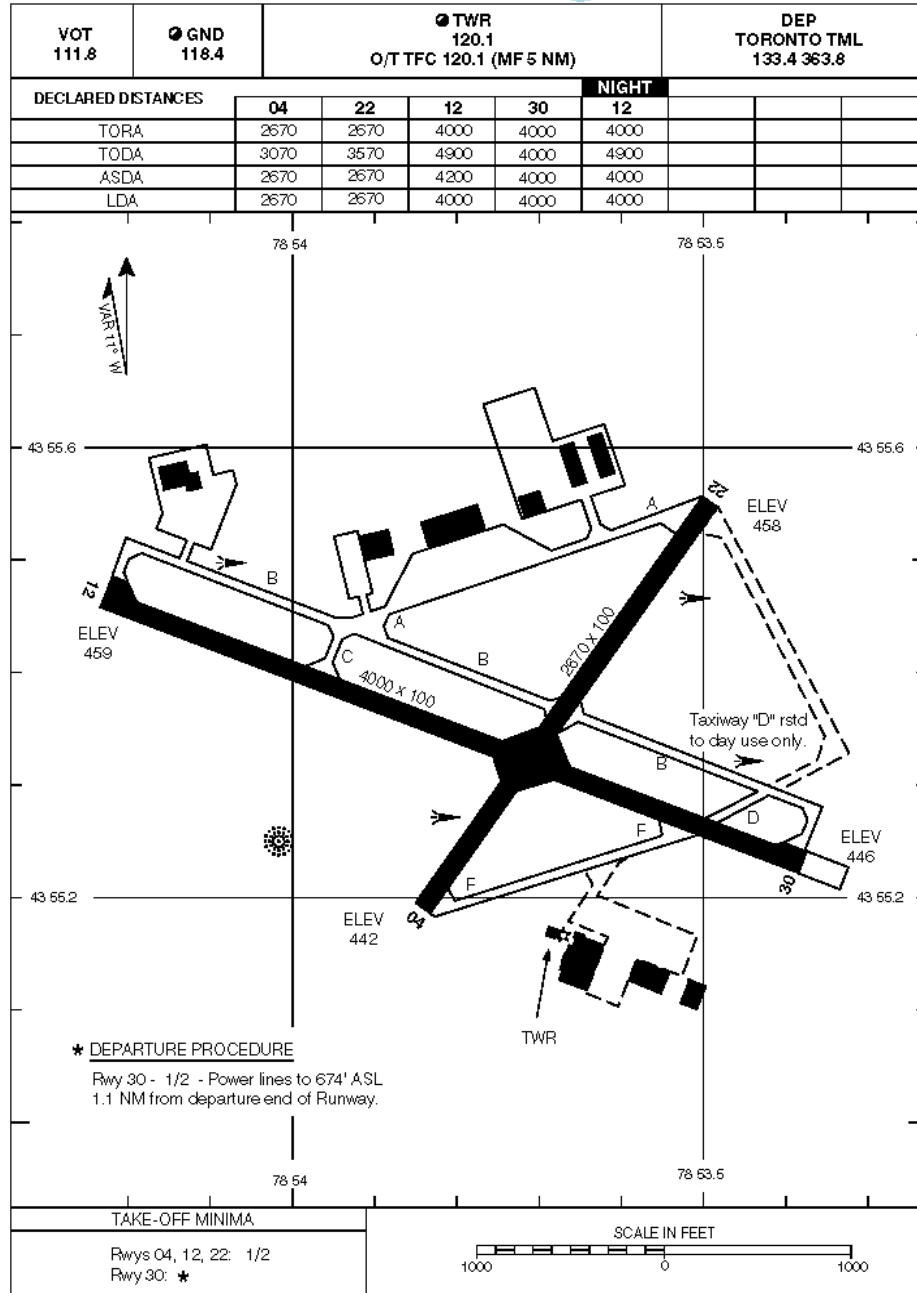 VOT
111.8
GND
118.4
TWR
120.1
O/T TFC 120.1 (MF 5 NM)
DEP
TORONTO TML
133.4 363.8
DECLARED DISTANCES
NIGHT
04 22 12 30 12
TORA 2670 2670 4000 4000 4000
TODA 3070 3570 4900 4000 4900
ASDA 2670 2670 4200 4000 4000
LDA 2670 2670 4000 4000 4000
78 54
78 53.5
VAR 11° W
43 55.6
43 55.6
A
22
ELEV
458
12
B
ELEV
459
A
C
B
4000 X 100
2670 X 100
Taxiway "D" rstd
to day use only.
B
D
F
F
ELEV
446
30
43 55.2
43 55.2
04
ELEV
442
TWR
* DEPARTURE PROCEDURE
Rwy 30 - 1/2 - Power lines to 674' ASL
1.1 NM from departure end of Runway.
78 54
78 53.5
TAKE-OFF MINIMA
Rwys 04, 12, 22: 1/2
Rwy 30: *
SCALE IN FEET
1000 0 1000